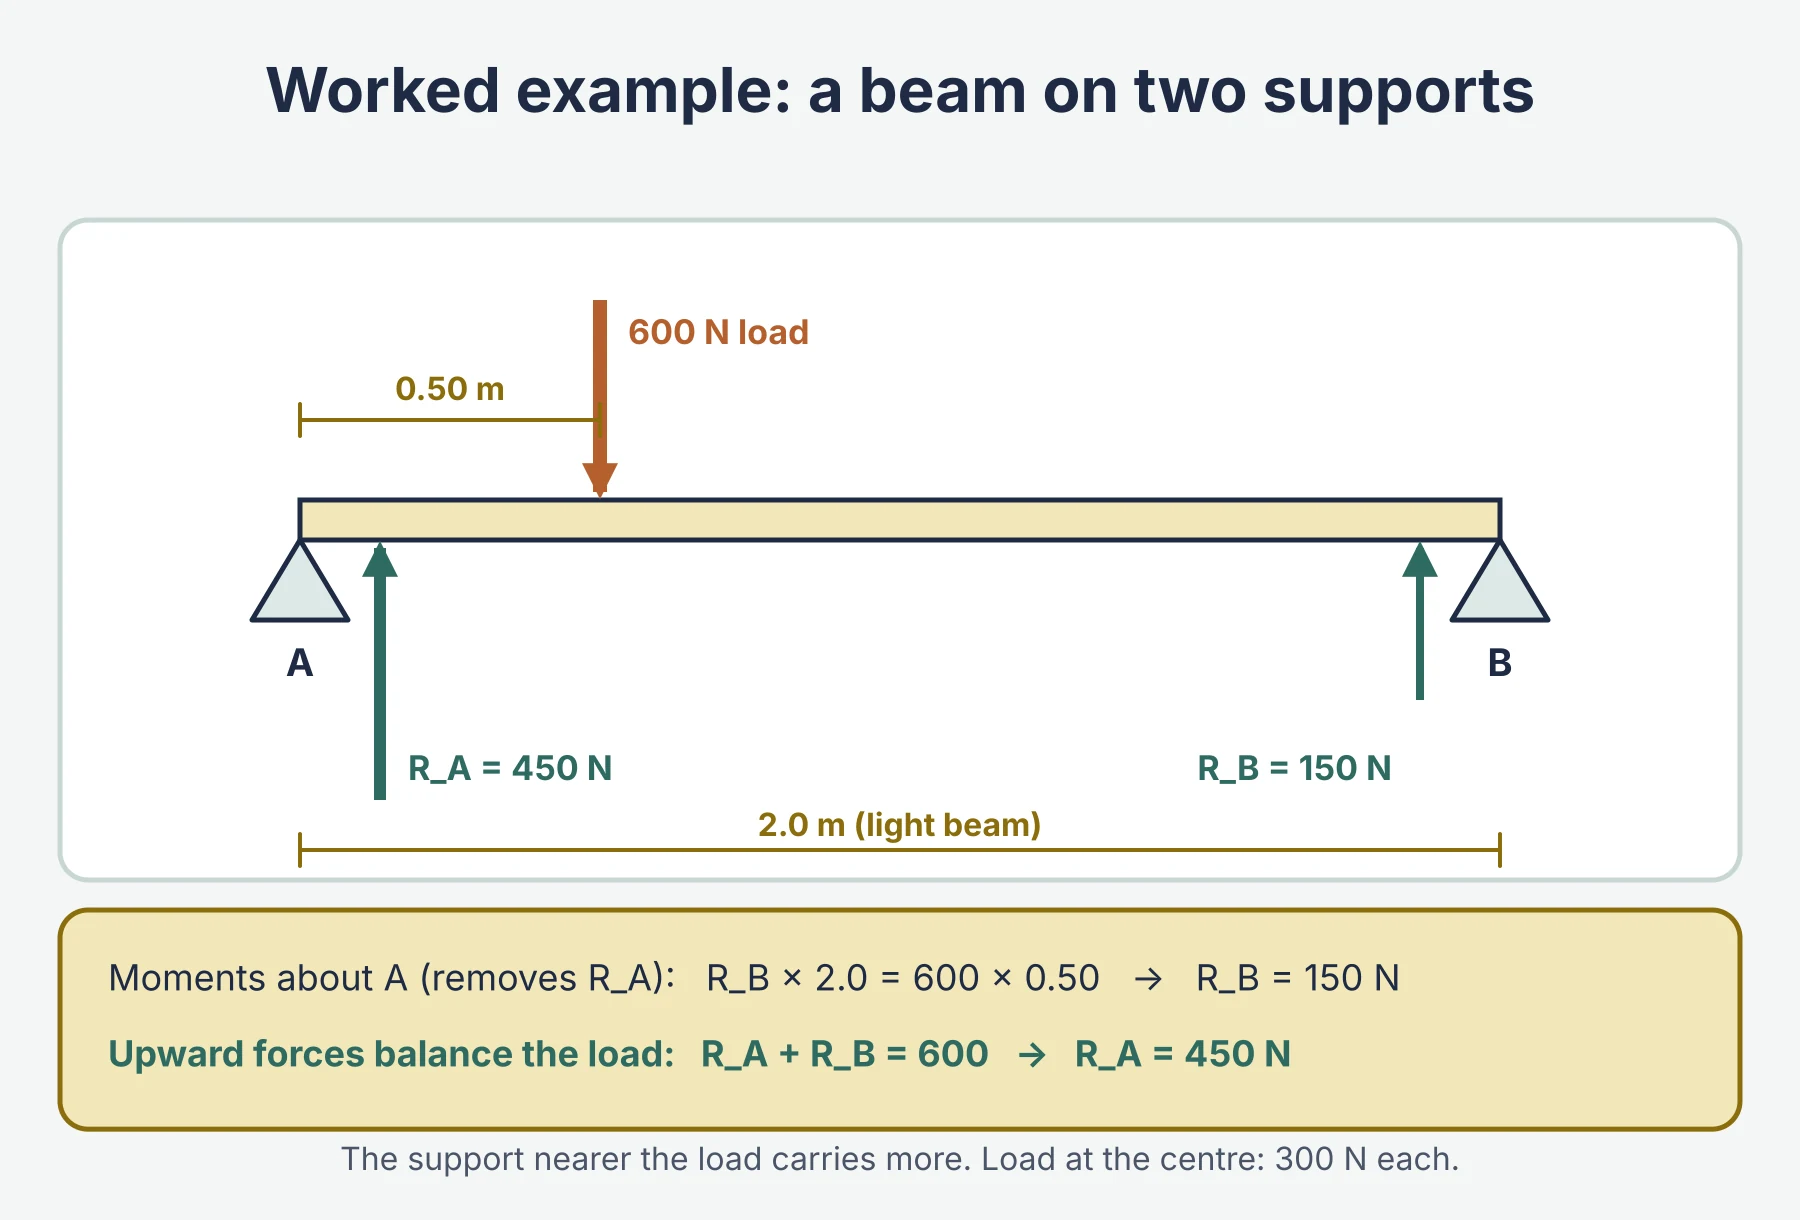 Worked example: a beam on two supports
600 N load
0.50 m
A
B
R_A = 450 N
R_B = 150 N
2.0 m (light beam)
Moments about A (removes R_A): R_B × 2.0 = 600 × 0.50 → R_B = 150 N
Upward forces balance the load: R_A + R_B = 600 → R_A = 450 N
The support nearer the load carries more. Load at the centre: 300 N each.